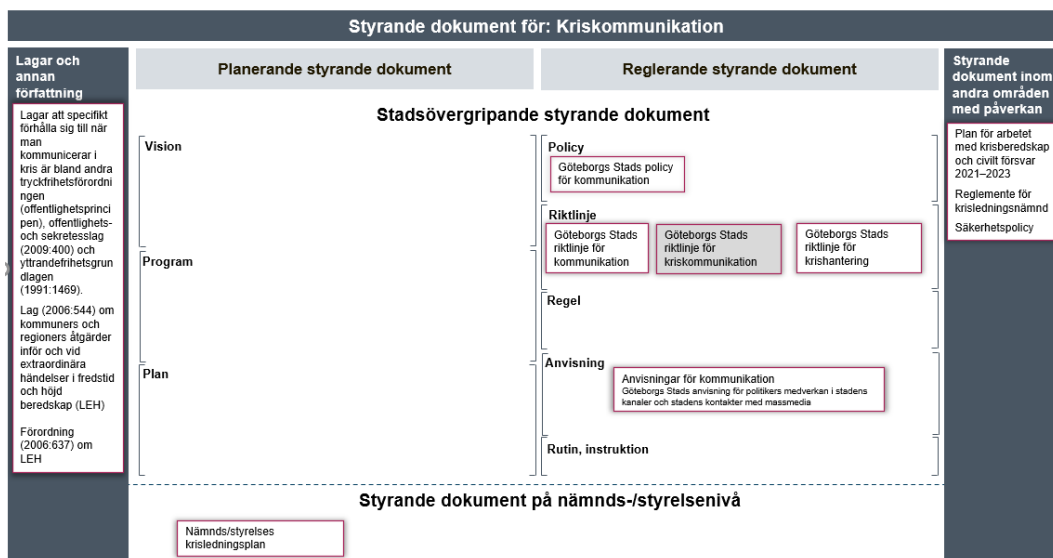 Styrande dokument för: Kriskommunikation
Lagar och
annan
författning
Lagar att specifikt
förhålla sig till när
man
kommunicerar i
kris är bland andra
tryckfrihetsförordni
ngen
(offentlighetsprinci
pen), offentlighets-
och sekretesslag
(2009:400) och
yttrandefrihetsgrun
dlagen
(1991:1469).
Lag (2006:544) om
kommuners och
regioners åtgärder
inför och vid
extraordinära
händelser i fredstid
och höjd
beredskap (LEH)
Förordning
(2006:637) om
LEH
Planerande styrande dokument
Reglerande styrande dokument
Stadsövergripande styrande dokument
Vision
Program
Plan
Policy
Göteborgs Stads policy
för kommunikation
Riktlinje
Göteborgs Stads
riktlinje för
kommunikation
Göteborgs Stads
riktlinje för
kriskommunikation
Göteborgs Stads
riktlinje för
krishantering
Regel
Anvisning
Anvisningar för kommunikation
Göteborgs Stads anvisning för politikers medverkan i stadens
kanaler och stadens kontakter med massmedia
Rutin, instruktion
Styrande dokument på nämnds-/styrelsenivå
Nämnds/styrelses
krisledningsplan
Styrande
dokument inom
andra områden
med påverkan
Plan för arbetet
med krisberedskap
och civilt försvar
2021–2023
Reglemente för
krisledningsnämnd
Säkerhetspolicy